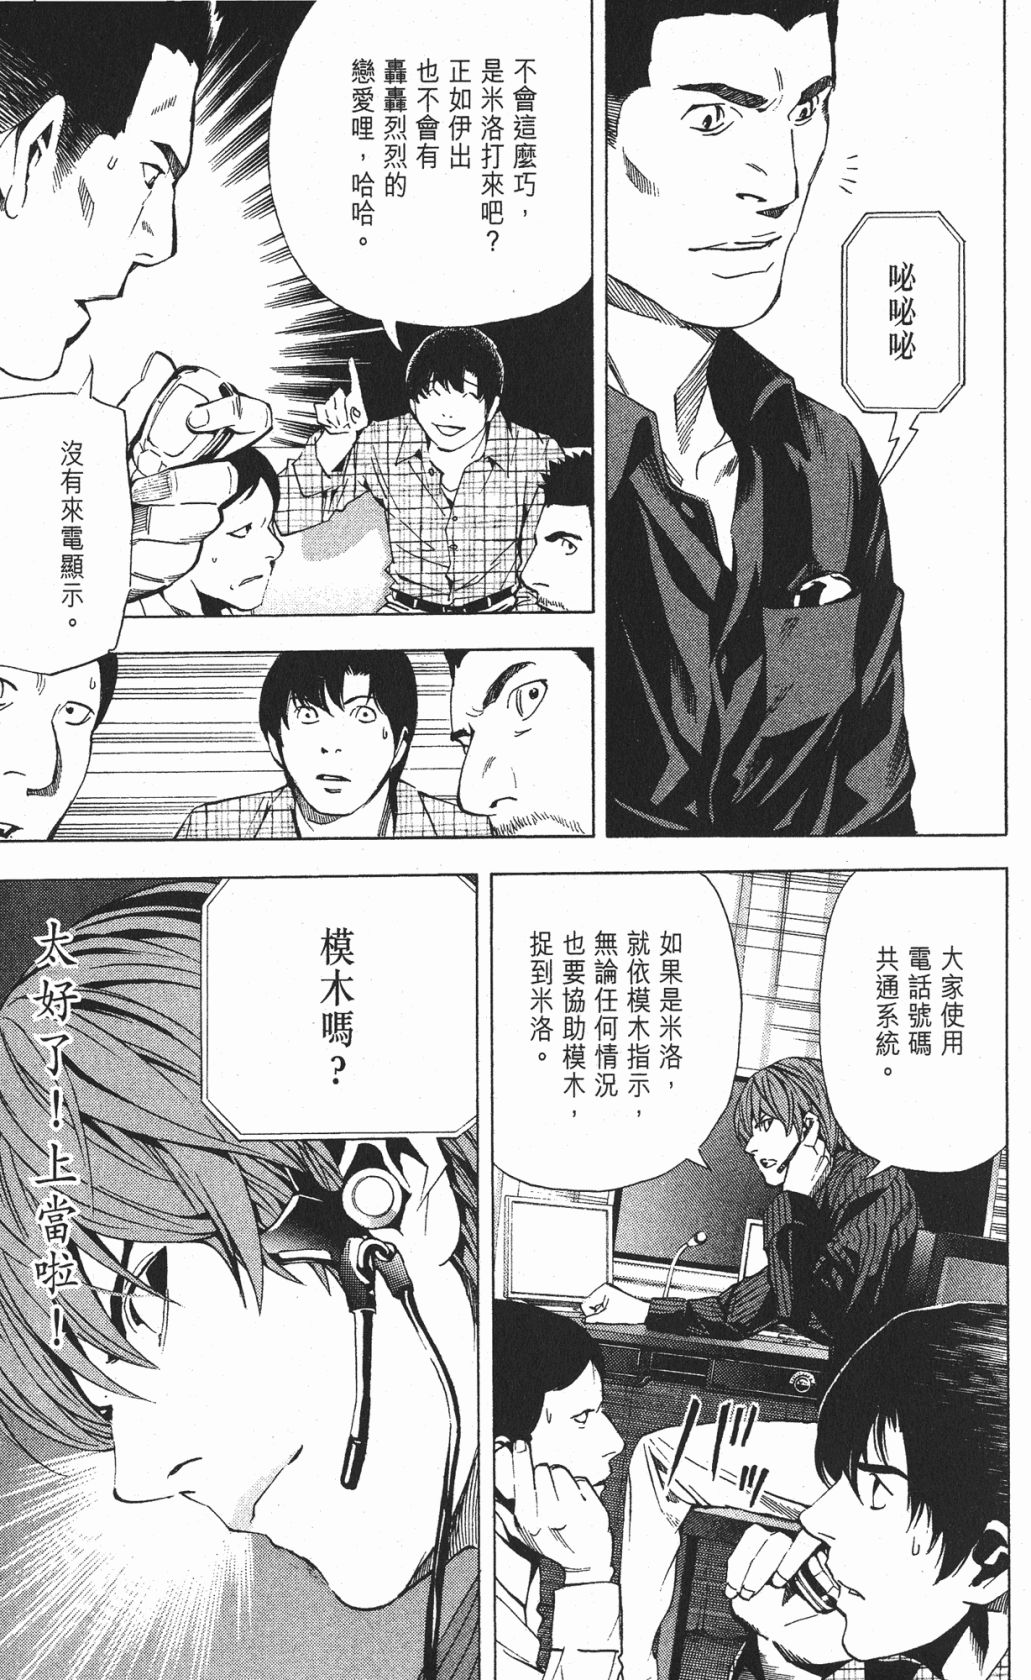 咇咇咇
不會這麼巧，
是米洛打來吧？
正如伊出
也不會有
轟轟烈烈的
戀愛哩，哈哈。
沒有來電顯示。
大家使用
電話號碼
共通系統。
如果是米洛，
就依模木指示，
無論任何情況
也要協助模木，
捉到米洛。
模木嗎？
太好了！上當啦！